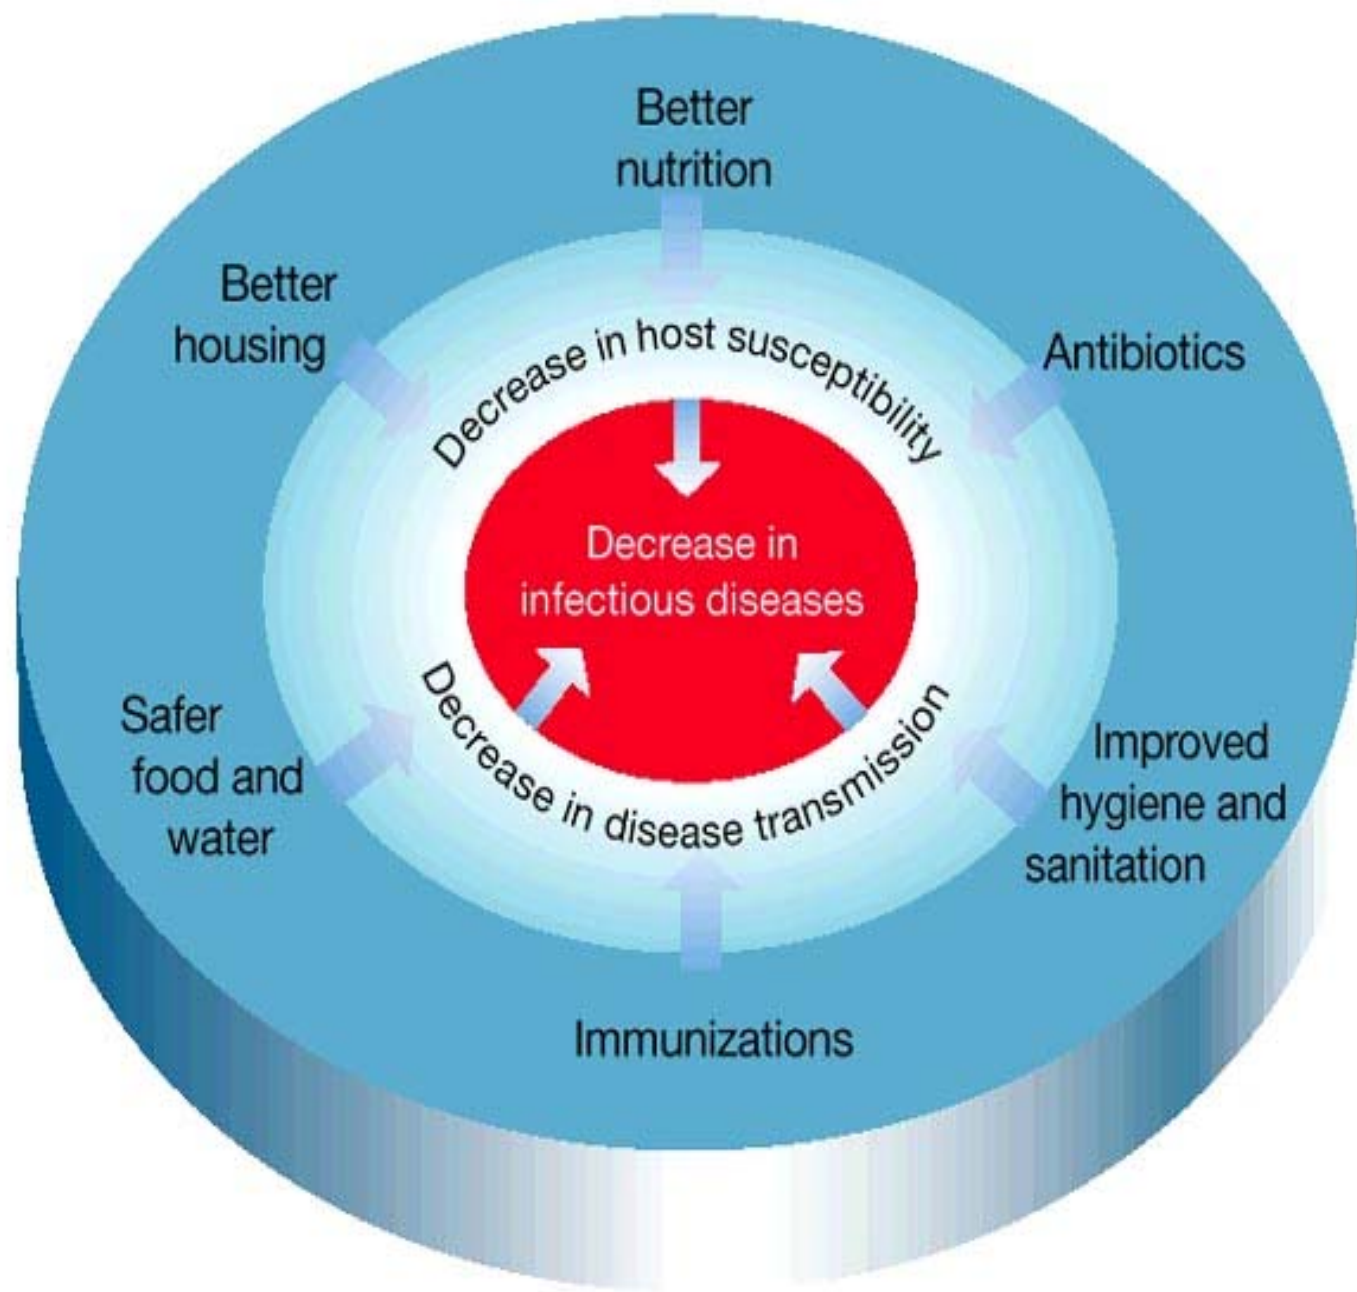 Better
nutrition
Better
housing
Antibiotics
Decrease in host susceptibility
Decrease in
infectious diseases
Decrease in disease transmission
Safer
food and
water
Improved
hygiene and
sanitation
Immunizations